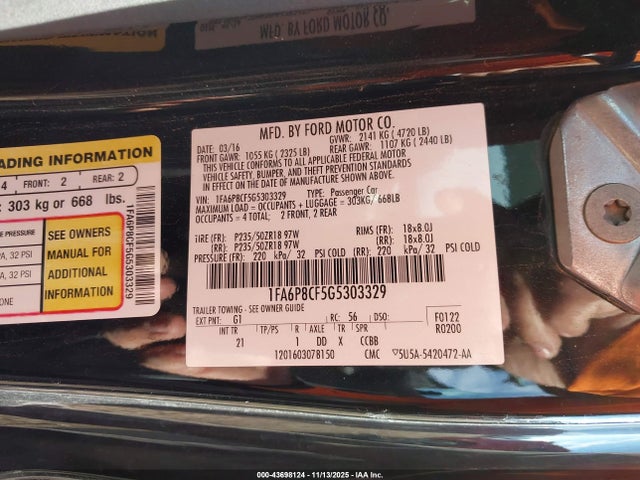 MFD. BY FORD MOTOR CO.
MFD. BY FORD MOTOR CO.
DATE: 03/16 GVWR: 2141 KG ( 4720 LB)
FRONT GAWR: 1055 KG ( 2325 LB) REAR GAWR: 1107 KG ( 2440 LB)
THIS VEHICLE CONFORMS TO ALL APPLICABLE FEDERAL MOTOR
VEHICLE SAFETY, BUMPER, AND THEFT PREVENTION STANDARDS
IN EFFECT ON THE DATE OF MANUFACTURE SHOWN ABOVE.
VIN: 1FA6P8CF5G5303329 TYPE: Passenger Car
MAXIMUM LOAD = OCCUPANTS + LUGGAGE = 303KG/ 668LB
OCCUPANTS = 4 TOTAL: 2 FRONT, 2 REAR
TIRE (FR): P235/50ZR18 97W RIMS (FR): 18x8.0J
(RR): P235/50ZR18 97W (RR): 18x8.0J
PRESSURE (FR): 220 kPa/ 32 PSI COLD (RR): 220 kPa/ 32 PSI COLD
1FA6P8CF5G5303329
TRAILER TOWING - SEE OWNER GUIDE
EXT PNT: G1 RC: 56 DSO: F0122
INT TR TP/PS R AXLE TR SPR R0200
21 I DD X CCBB
1201603078150 CMC ▽5U5A-5420472-AA
ADING INFORMATION
4 FRONT: 2 REAR: 2
: 303 kg or 668 lbs.
PRESSURE
SEE OWNERS
MANUAL FOR
ADDITIONAL
INFORMATION
A, 32 PSI
A, 32 PSI
1FA6P8CF5G5303329
000-43698124 - 11/13/2025 - IAA Inc.